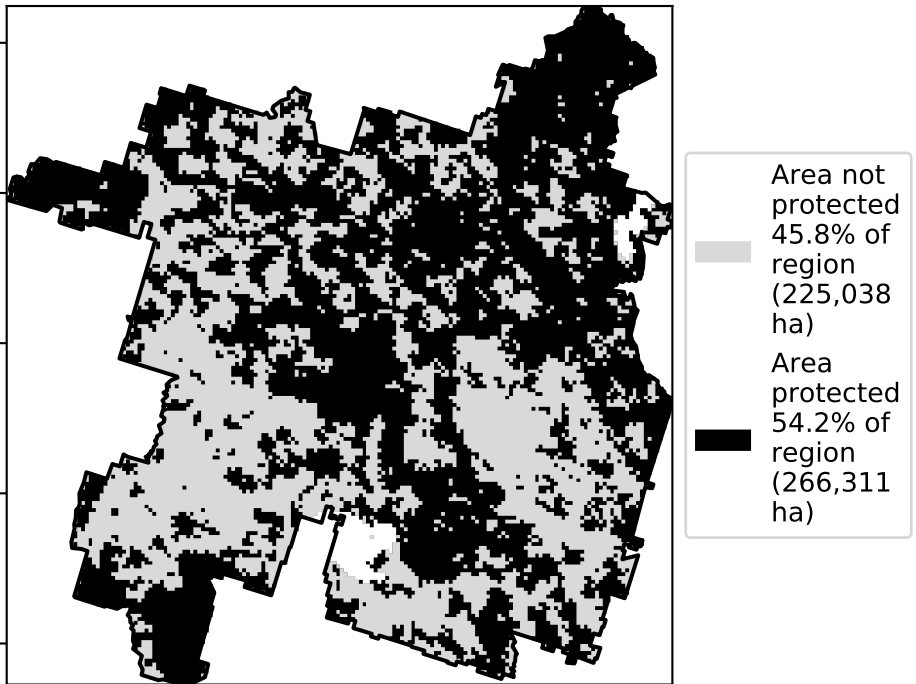 Area not
protected
45.8% of
region
(225,038
ha)
Area
protected
54.2% of
region
(266,311
ha)